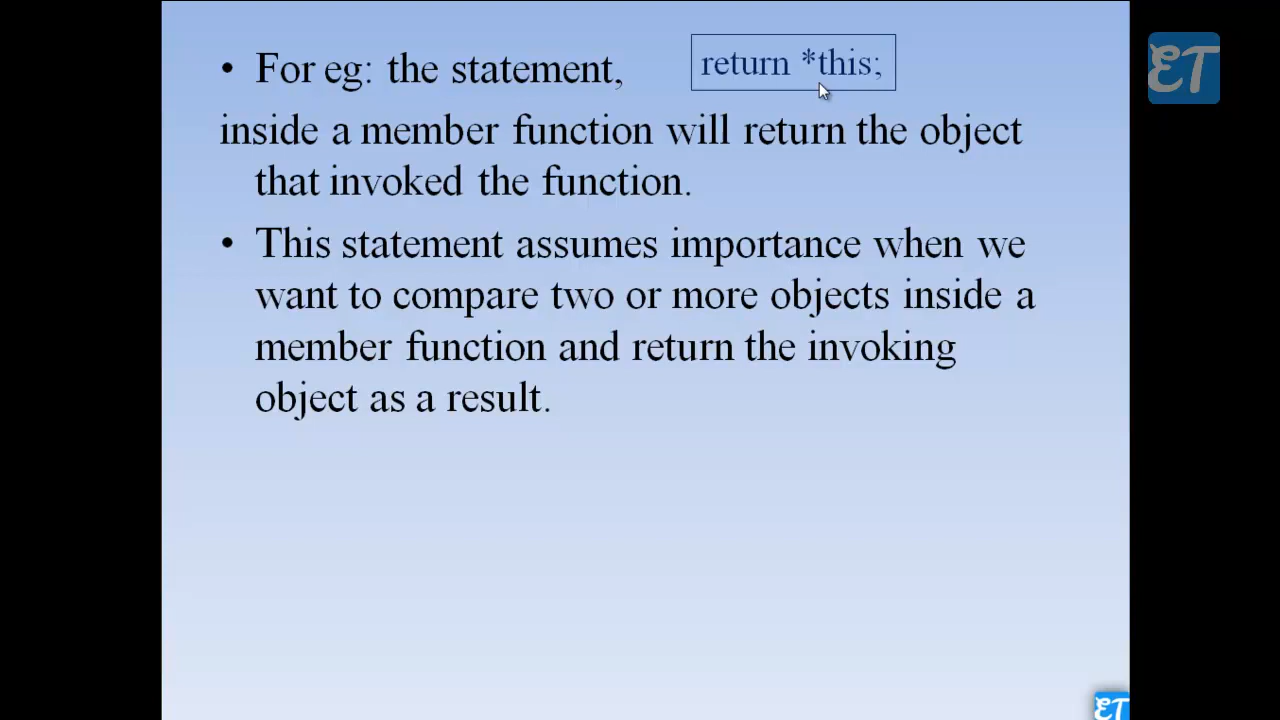 • For eg: the statement, return *this;
inside a member function will return the object
that invoked the function.
• This statement assumes importance when we
want to compare two or more objects inside a
member function and return the invoking
object as a result.
ET
ET